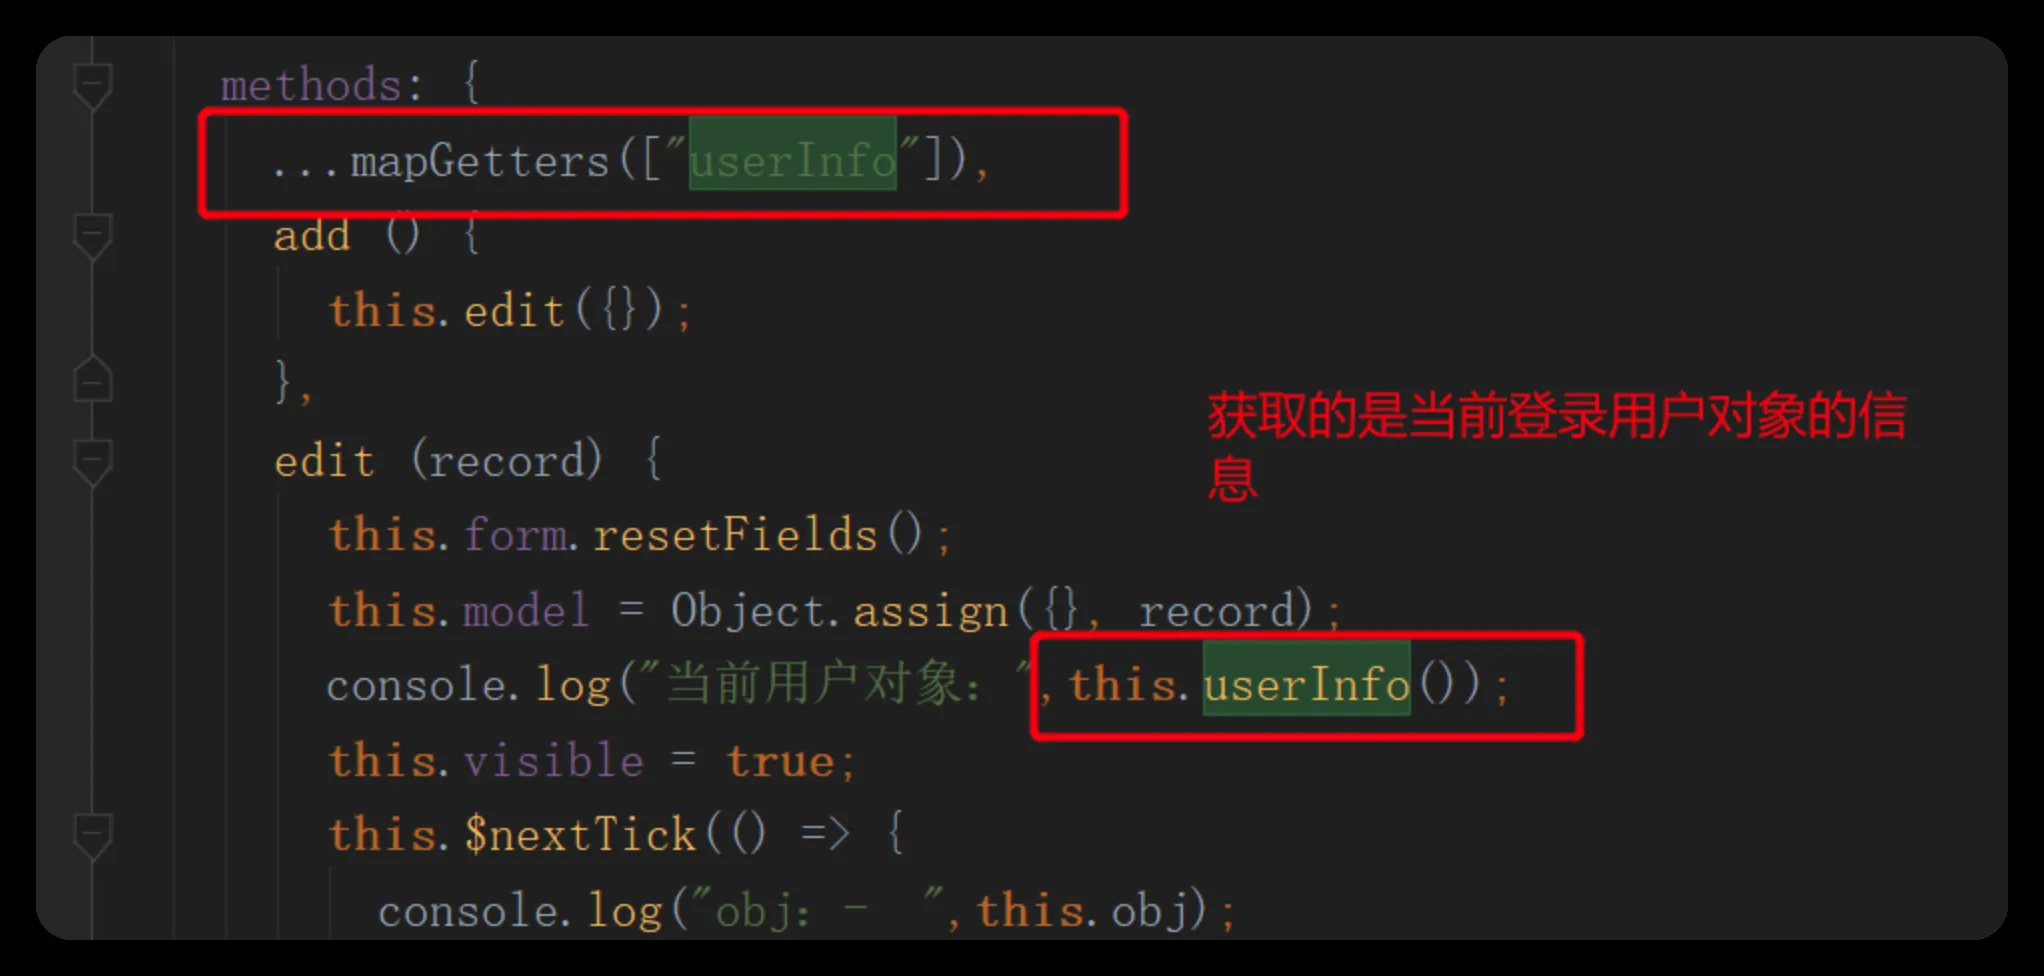 methods: {
...mapGetters(["userInfo"]),
add () {
this.edit({});
},
获取的是当前登录用户对象的信
息
edit (record) {
this.form.resetFields();
this.model = Object.assign({}, record);
console.log("当前用户对象: ",this.userInfo());
this.visible = true;
this.$nextTick(() => {
console.log("obj: - ",this.obj);